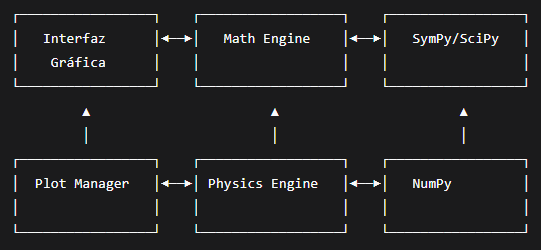 Interfaz Math Engine SymPy/SciPy
Gráfica
Plot Manager Physics Engine NumPy